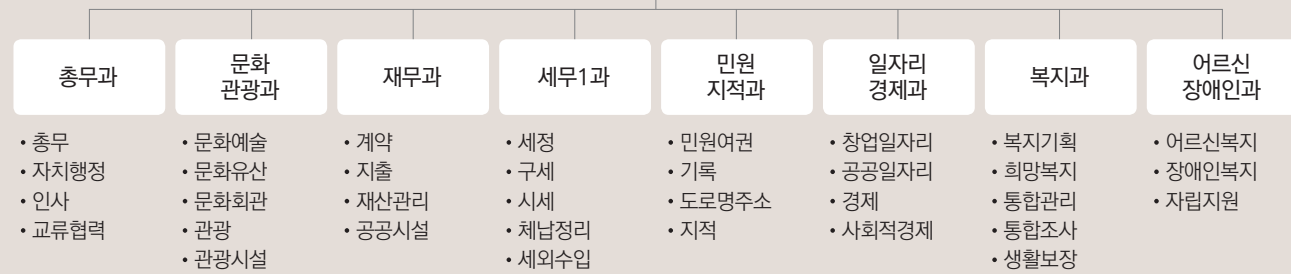 총무과
• 총무
• 자치행정
• 인사
• 교류협력
문화
관광과
• 문화예술
• 문화유산
• 문화회관
• 관광
• 관광시설
재무과
• 계약
• 지출
• 재산관리
• 공공시설
세무1과
• 세정
• 구세
• 시세
• 체납정리
• 세외수입
민원
지적과
• 민원여권
• 기록
• 도로명주소
• 지적
일자리
경제과
• 창업일자리
• 공공일자리
• 경제
• 사회적경제
복지과
• 복지기획
• 희망복지
• 통합관리
• 통합조사
• 생활보장
어르신
장애인과
• 어르신복지
• 장애인복지
• 자립지원